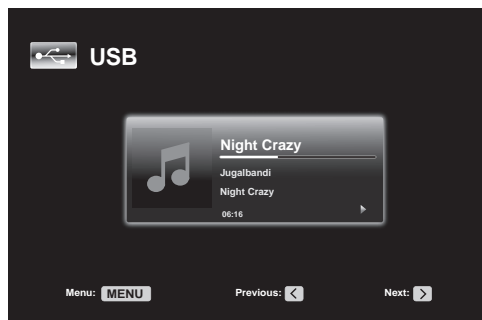 USB
Night Crazy
Jugalbandi
Night Crazy
06:16
Menu: MENU Previous: < Next: >